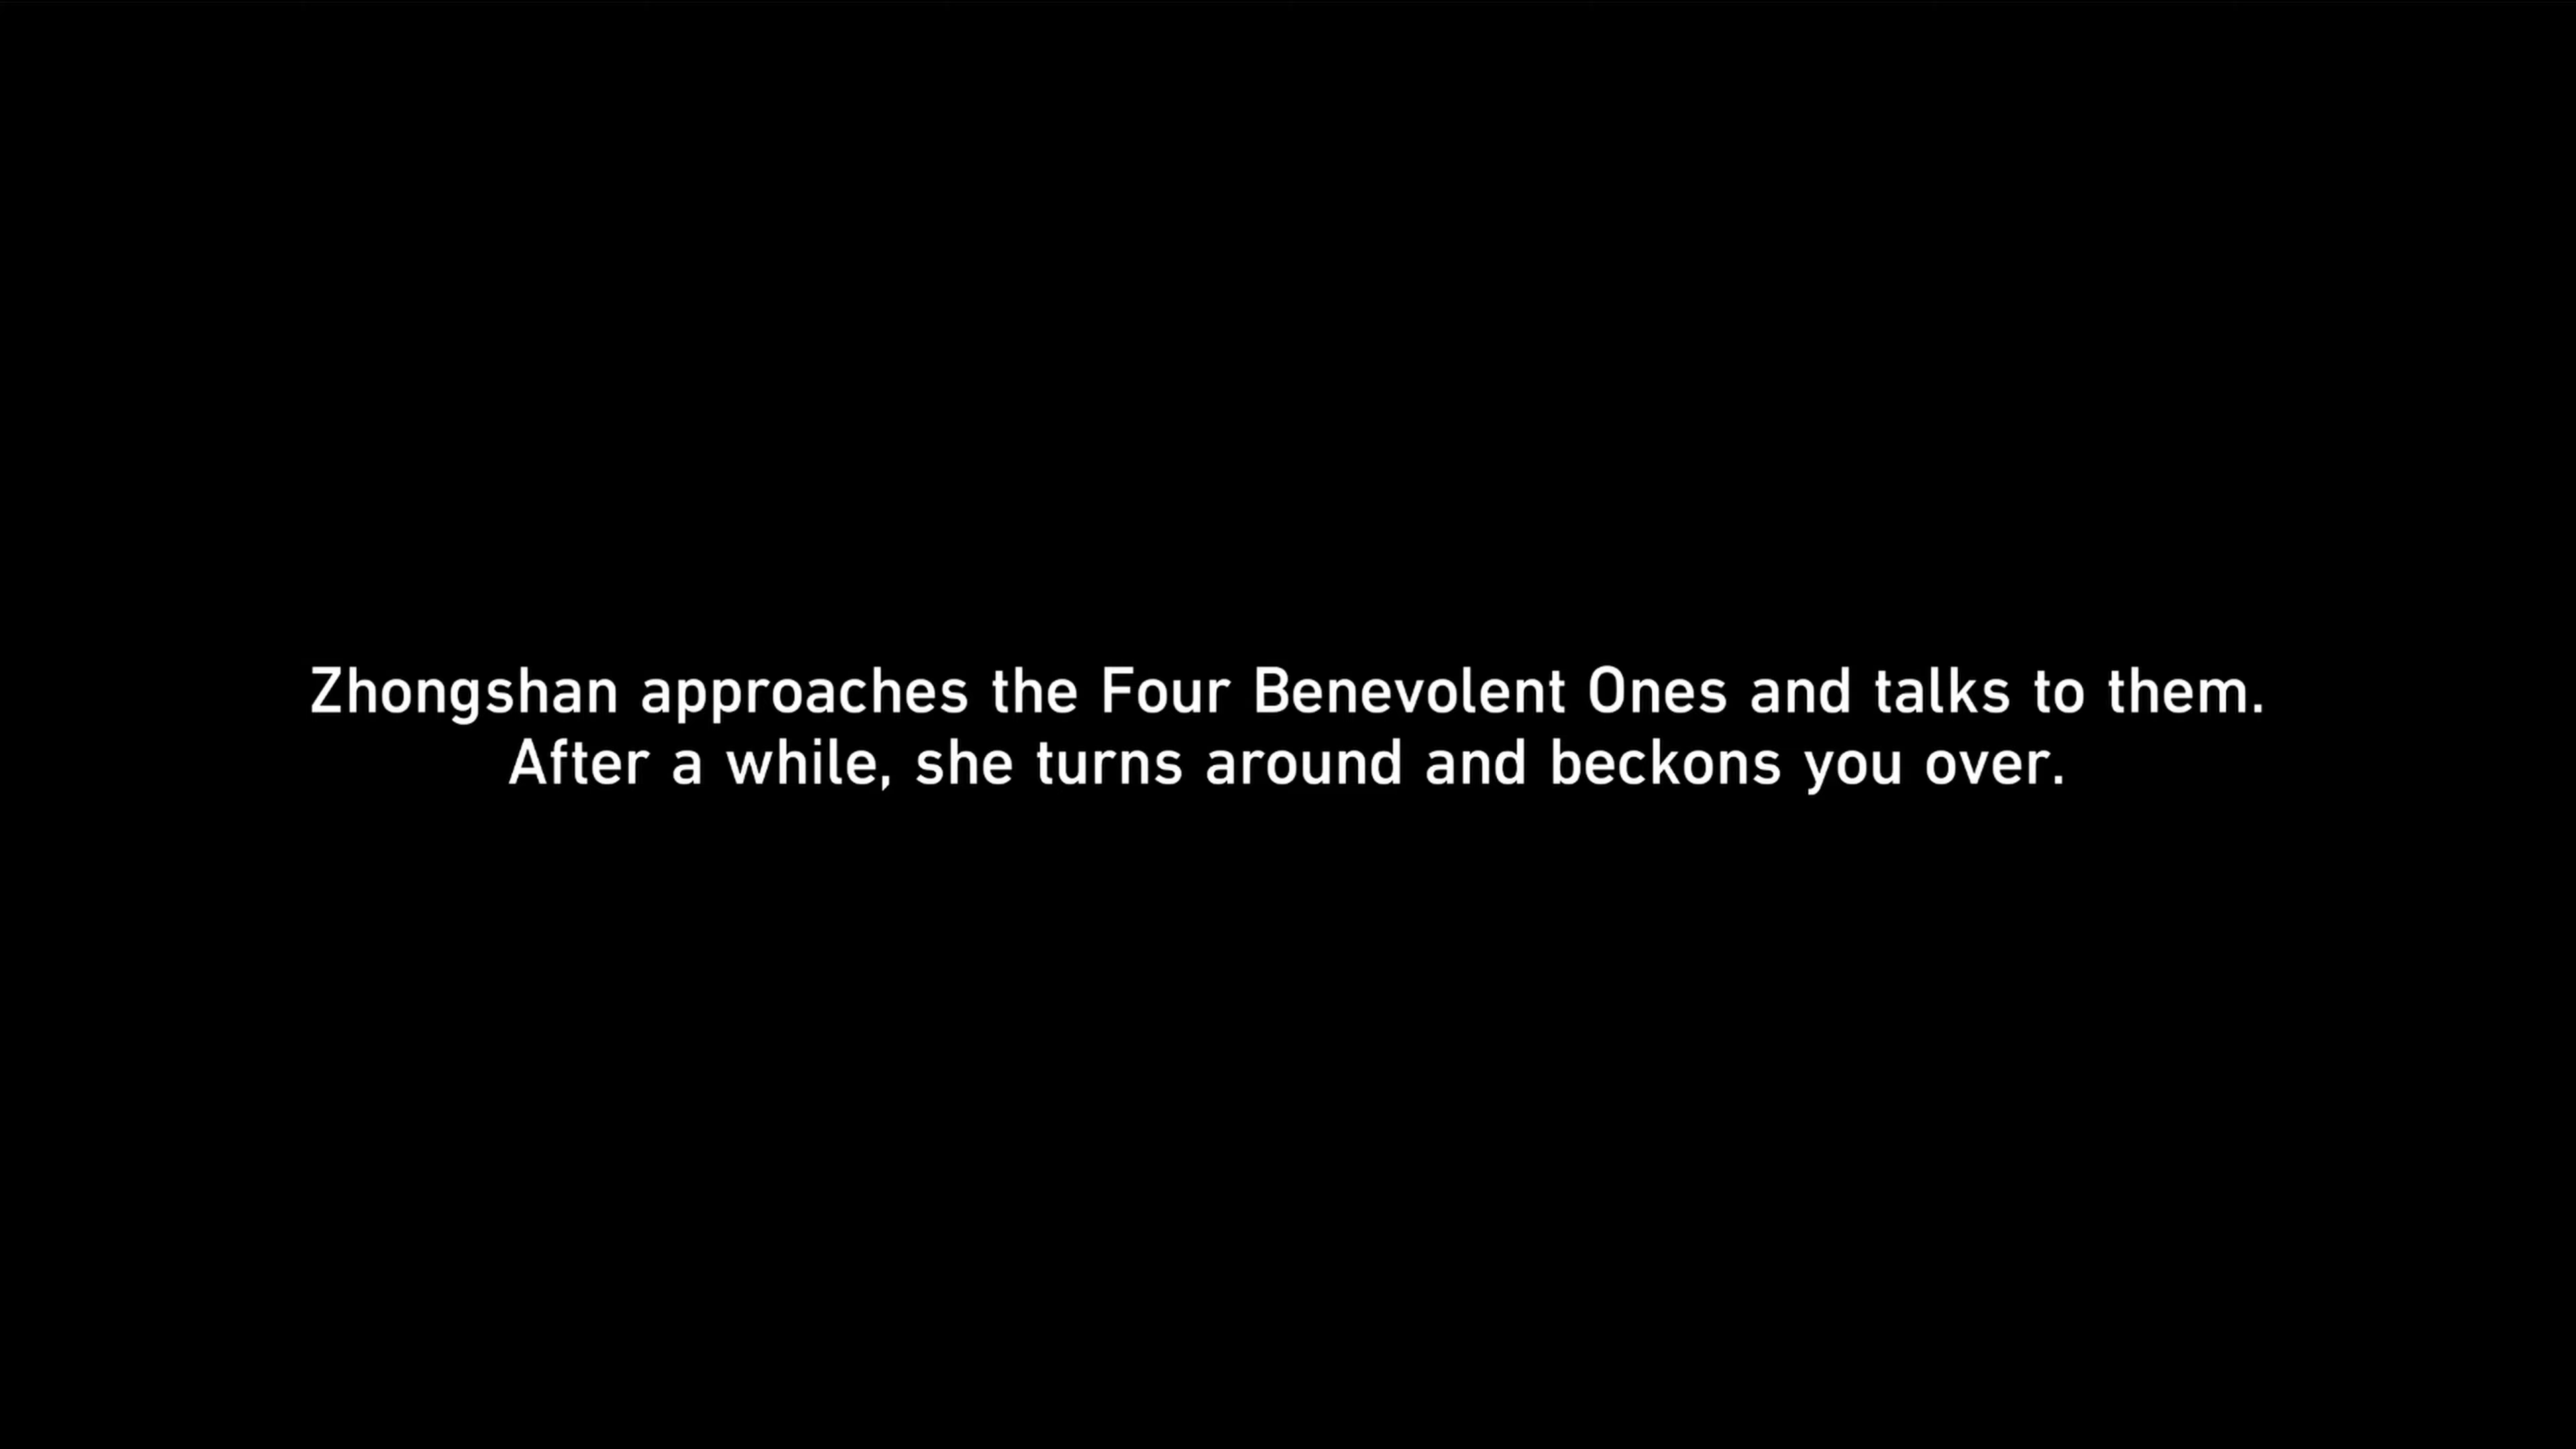 Zhongshan approaches the Four Benevolent Ones and talks to them.
After a while, she turns around and beckons you over.